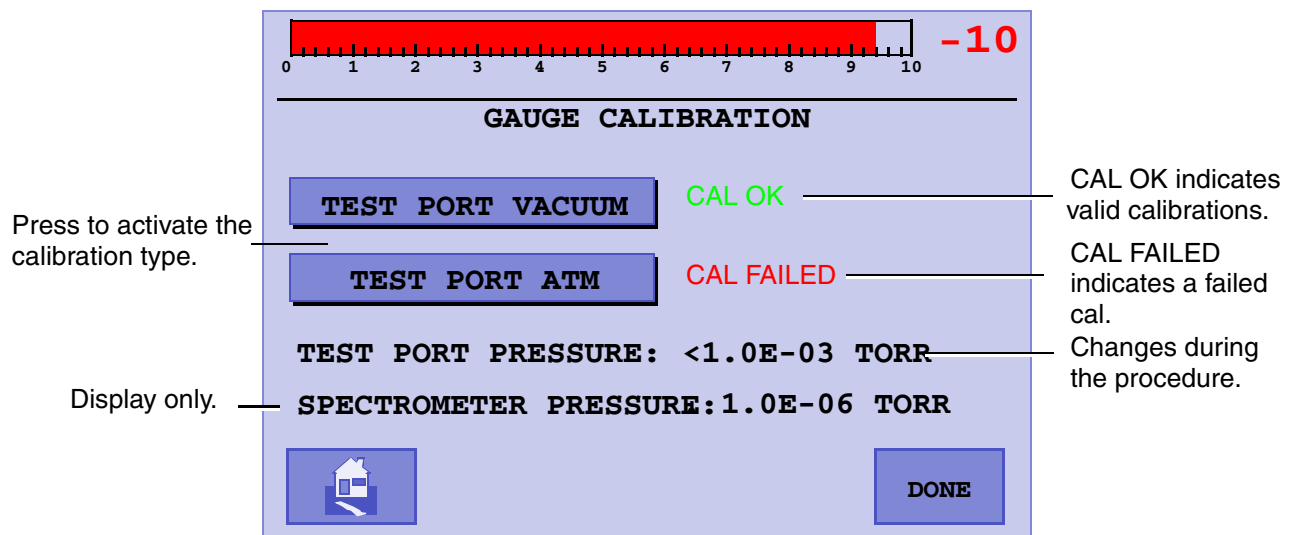 -10
0 1 2 3 4 5 6 7 8 9 10
GAUGE CALIBRATION
TEST PORT VACUUM
CAL OK
CAL OK indicates
valid calibrations.
Press to activate the
calibration type.
TEST PORT ATM
CAL FAILED
CAL FAILED
indicates a failed
cal.
TEST PORT PRESSURE: <1.0E-03 TORR
Changes during
the procedure.
Display only.
SPECTROMETER PRESSURE:1.0E-06 TORR
DONE